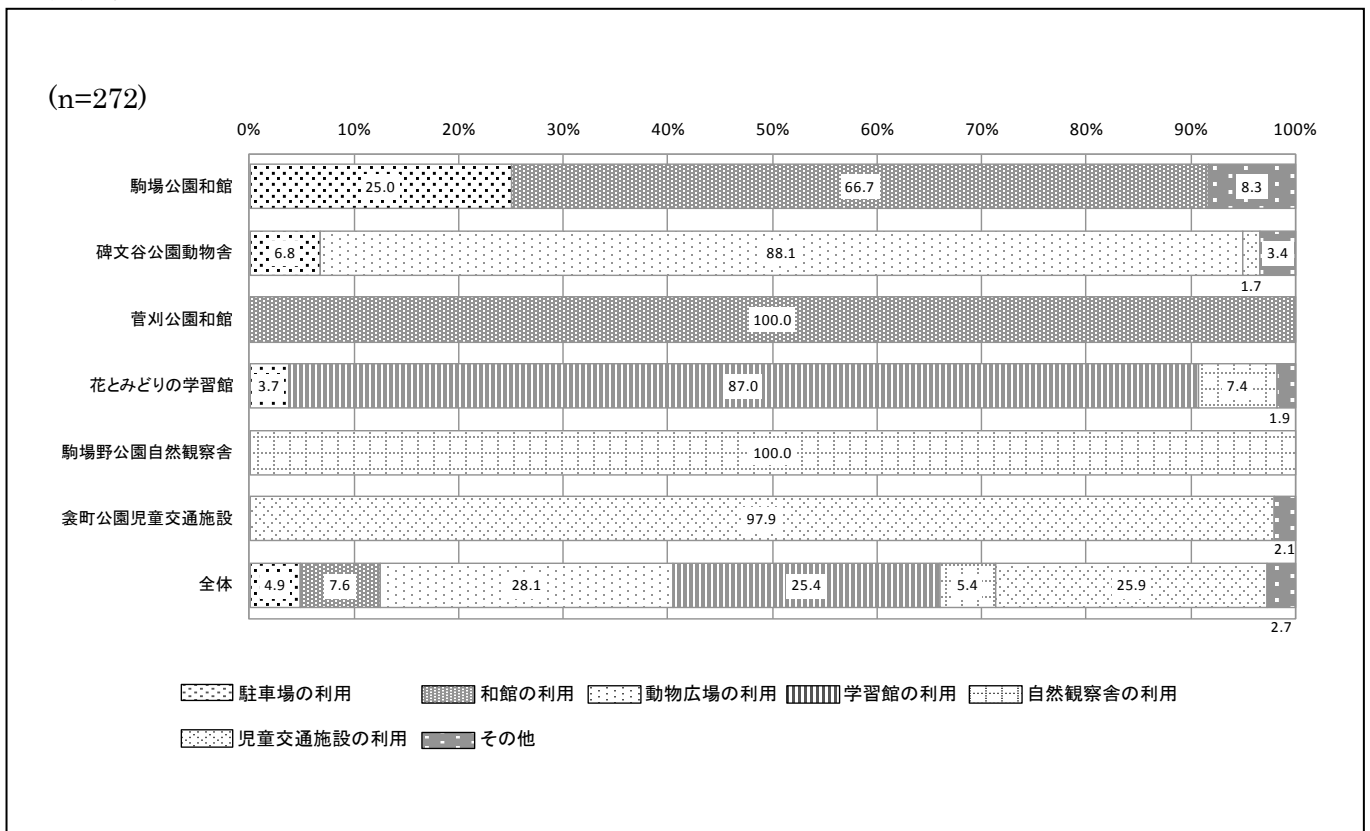 (n=272)
0% 10% 20% 30% 40% 50% 60% 70% 80% 90% 100%
駒場公園和館 25.0 66.7 8.3
碑文谷公園動物舎 6.8 88.1 3.4
1.7
菅刈公園和館 100.0
花とみどりの学習館 3.7 87.0 7.4
1.9
駒場野公園自然観察舎 100.0
衾町公園児童交通施設 97.9
2.1
全体 4.9 7.6 28.1 25.4 5.4 25.9
2.7
駐車場の利用 和館の利用 動物広場の利用 学習館の利用 自然観察舎の利用
児童交通施設の利用 その他